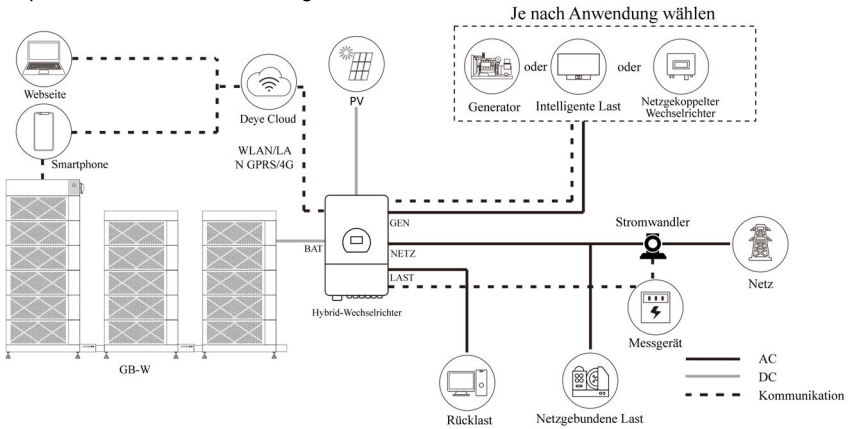 Je nach Anwendung wählen
oder
oder
Generator
Intelligente Last
Netzgekoppelter
Wechselrichter
Webseite
Deye Cloud
PV
Smartphone
WLAN/LA
N GPRS/4G
GEN
BAT
NETZ
LAST
Hybrid-Wechselrichter
Stromwandler
Netz
Messgerät
GB-W
Rücklast
Netzgebundene Last
AC
DC
Kommunikation